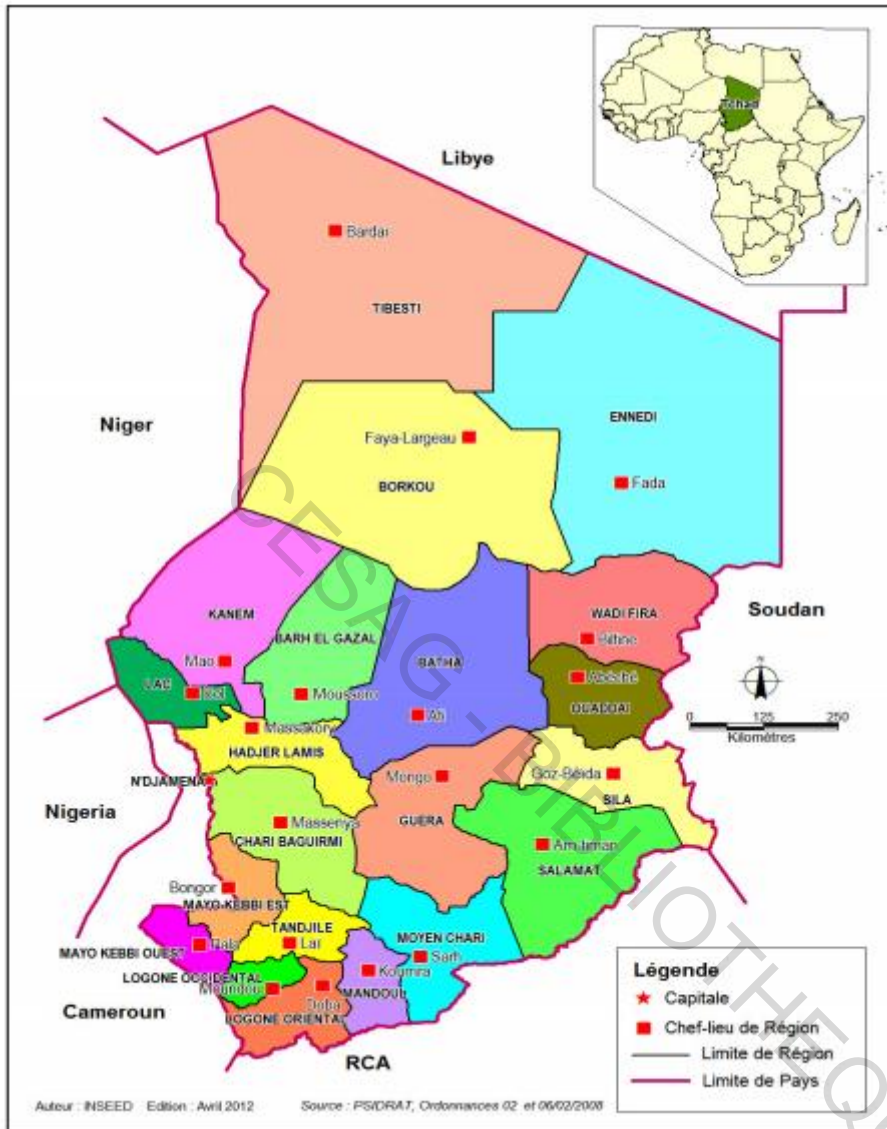 Tchad
Libye
Bardai
TIBESTI
ENNEDI
Niger
Faya-Largeau
BORKOU
Fada
KANEM
WADI FIRA
Soudan
BARH EL GAZAL
Biltine
BATHA
Mao
Abéché
LAC
Bol
Moussoro
OUADDAI
Ati
N
0 125 250
Kilomètres
Massakory
HADJER LAMIS
Mongo
Goz-Béida
N'DJAMENA
SILA
Nigeria
GUERA
Massenya
CHARI BAGUIRMI
Am-timan
SALAMAT
Bongor
MAYO-KEBBI EST
TANDJILE
MOYEN CHARI
Lai
MAYO KEBBI OUEST
Pala
Sarh
LOGONE OCCIDENTAL
Koumra
Moundou
Doba
MANDOUL
Cameroun
LOGONE ORIENTAL
RCA
Légende
Capitale
Chef-lieu de Région
Limite de Région
Limite de Pays
Auteur : INSEED Edition : Avril 2012 Source : PSIDRAT, Ordonnances 02 et 06/02/2008
CESAG - BIBLIOTHEQUE